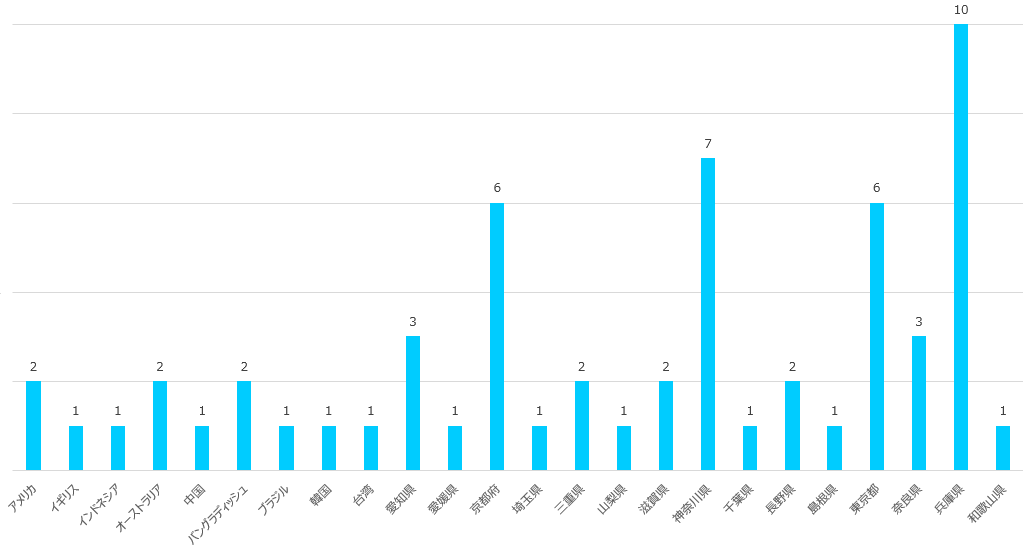 10
7
6
6
3
3
2
2
2
2
2
2
1
1
1
1
1
1
1
1
1
1
1
1
アメリカ
イギリス
インドネシア
オーストラリア
中国
バングラディッシュ
ブラジル
韓国
台湾
愛知県
愛媛県
京都府
埼玉県
三重県
山梨県
滋賀県
神奈川県
千葉県
長野県
島根県
東京都
奈良県
兵庫県
和歌山県